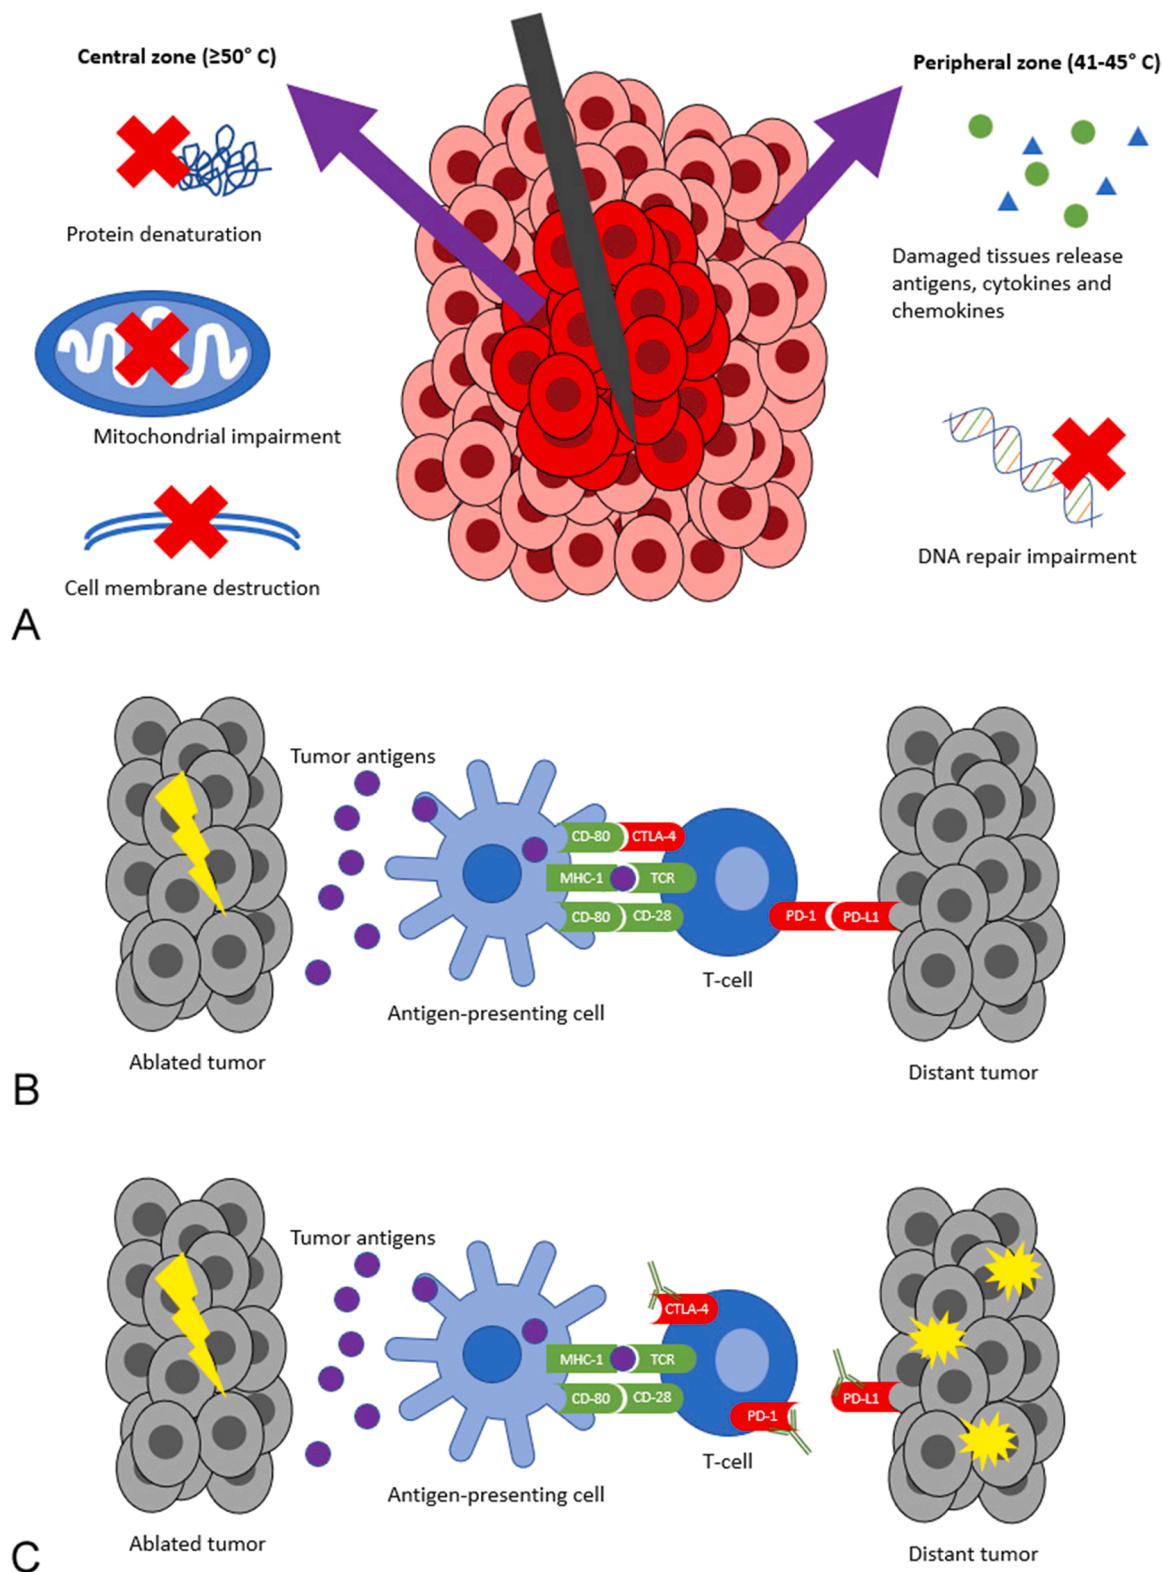 Central zone (≥50° C)
Peripheral zone (41-45° C)
Protein denaturation
Damaged tissues release
antigens, cytokines and
chemokines
Mitochondrial impairment
DNA repair impairment
Cell membrane destruction
A
Tumor antigens
CD-80 CTLA-4
MHC-1 TCR
CD-80 CD-28
PD-1 PD-L1
T-cell
Antigen-presenting cell
Ablated tumor
Distant tumor
B
Tumor antigens
CTLA-4
MHC-1 TCR
CD-80 CD-28
PD-L1
PD-1
T-cell
Antigen-presenting cell
Ablated tumor
Distant tumor
C